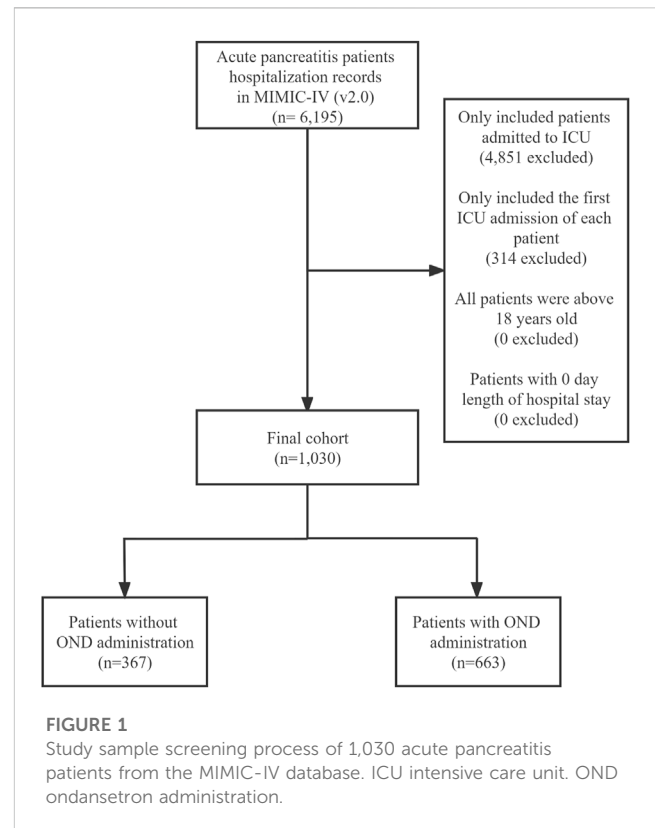 Acute pancreatitis patients
hospitalization records
in MIMIC-IV (v2.0)
(n= 6,195)
Only included patients
admitted to ICU
(4,851 excluded)
Only included the first
ICU admission of each
patient
(314 excluded)
All patients were above
18 years old
(0 excluded)
Patients with 0 day
length of hospital stay
(0 excluded)
Final cohort
(n=1,030)
Patients without
OND administration
(n=367)
Patients with OND
administration
(n=663)
FIGURE 1
Study sample screening process of 1,030 acute pancreatitis
patients from the MIMIC-IV database. ICU intensive care unit. OND
ondansetron administration.